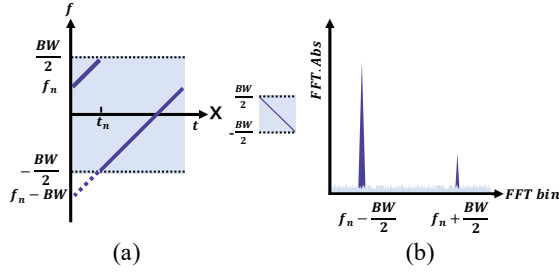 f
BW/2
f_n
t_n
t
X
-BW/2
f_n - BW
BW/2
-BW/2
(a)
FFT.Abs
FFT bin
f_n - BW/2
f_n + BW/2
(b)